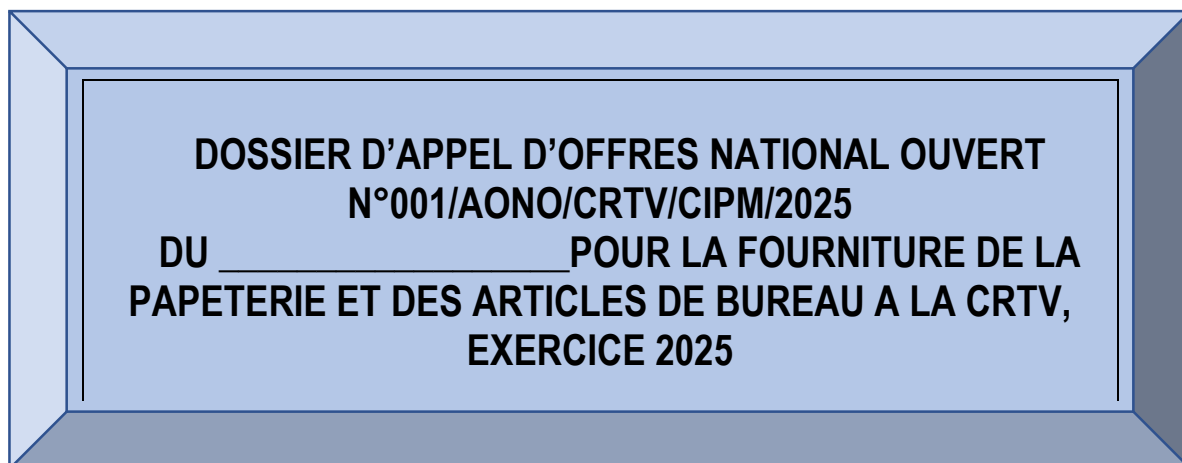 DOSSIER D’APPEL D’OFFRES NATIONAL OUVERT
N°001/AONO/CRTV/CIPM/2025
DU __________________POUR LA FOURNITURE DE LA
PAPETERIE ET DES ARTICLES DE BUREAU A LA CRTV,
EXERCICE 2025